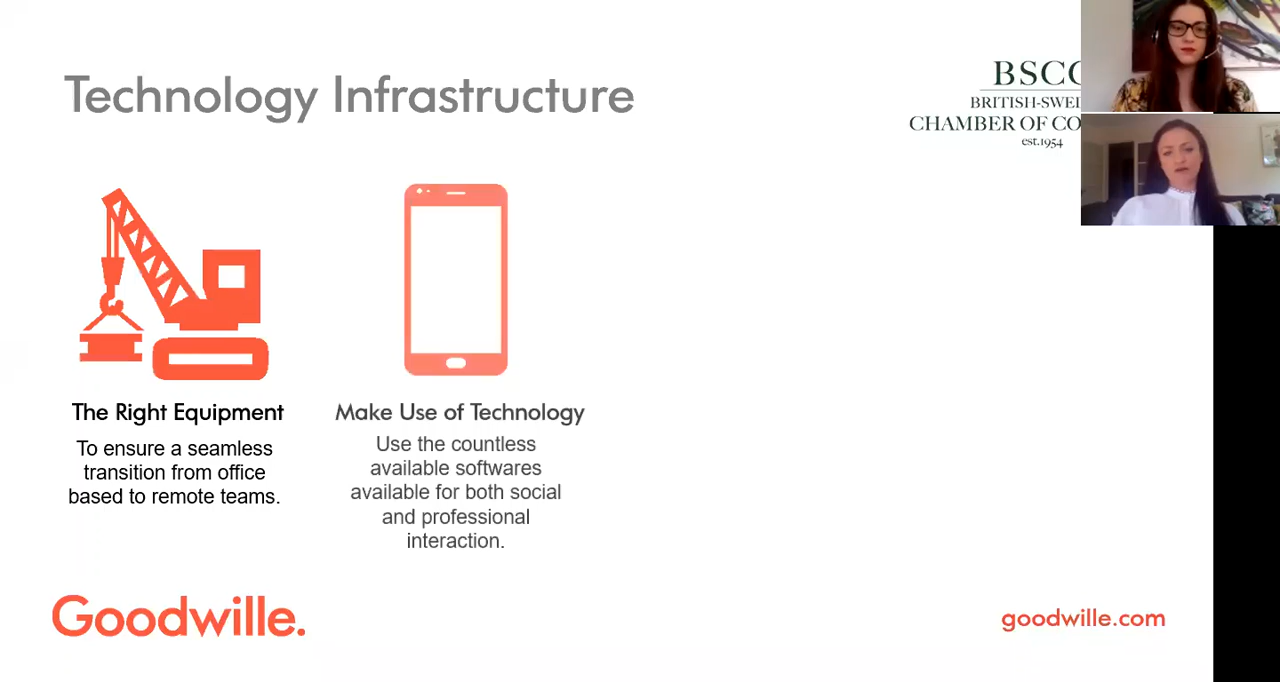 Technology Infrastructure
BSCC
BRITISH-SWE
CHAMBER OF CO
est.1954
The Right Equipment
To ensure a seamless
transition from office
based to remote teams.
Make Use of Technology
Use the countless
available softwares
available for both social
and professional
interaction.
Goodwille.
goodwille.com